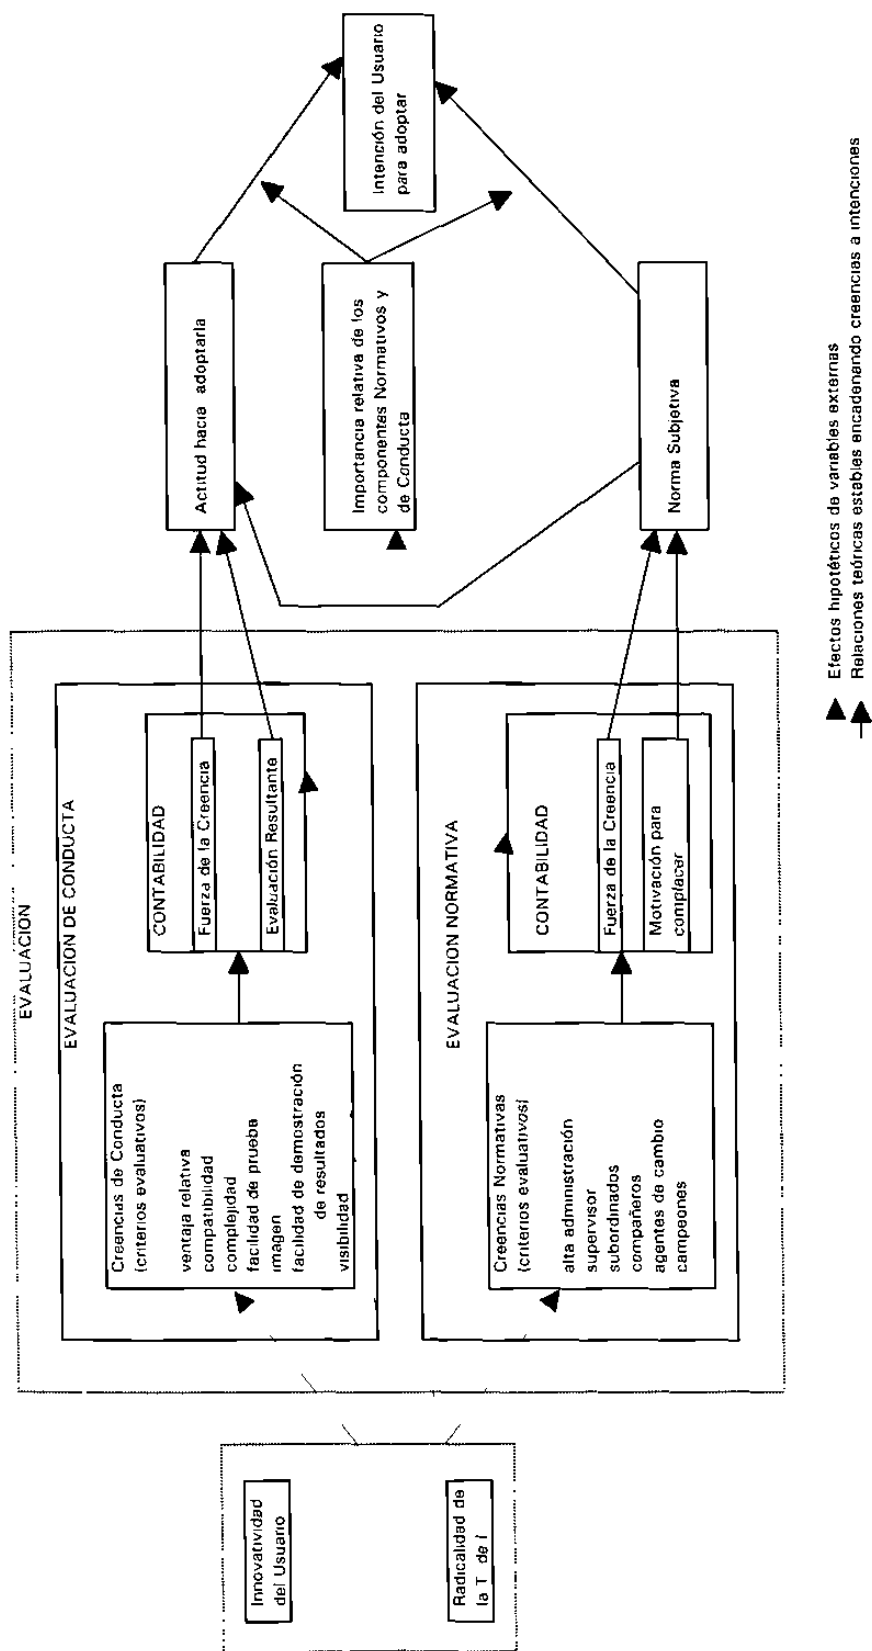 Innovatividad
del Usuario
Radicalidad de
la T de I
EVALUACION
EVALUACION DE CONDUCTA
Creencias de Conducta
(criterios evaluativos)
ventaja relativa
compatibilidad
complejidad
facilidad de prueba
imagen
facilidad de demostración
de resultados
visibilidad
CONTABILIDAD
Fuerza de la Creencia
Evaluación Resultante
EVALUACION NORMATIVA
Creencias Normativas
(criterios evaluativos)
alta administración
supervisor
subordinados
compañeros
agentes de cambio
campeones
CONTABILIDAD
Fuerza de la Creencia
Motivación para
complacer
Actitud hacia adoptarla
Importancia relativa de los
componentes Normativos y
de Conducta
Norma Subjetiva
Intención del Usuario
para adoptar
Efectos hipotéticos de variables externas
Relaciones teóricas estables encadenando creencias a intenciones